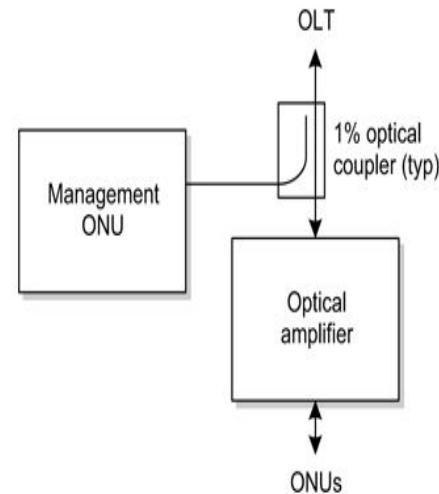 OLT
1% optical
coupler (typ)
Management
ONU
Optical
amplifier
ONUs